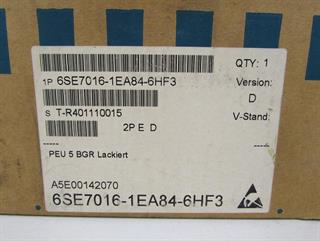 QTY: 1
1P 6SE7016-1EA84-6HF3
Version:
D
S T-R401110015
V-Stand:
2P E D
PEU 5 BGR Lackiert
A5E00142070
6SE7016-1EA84-6HF3